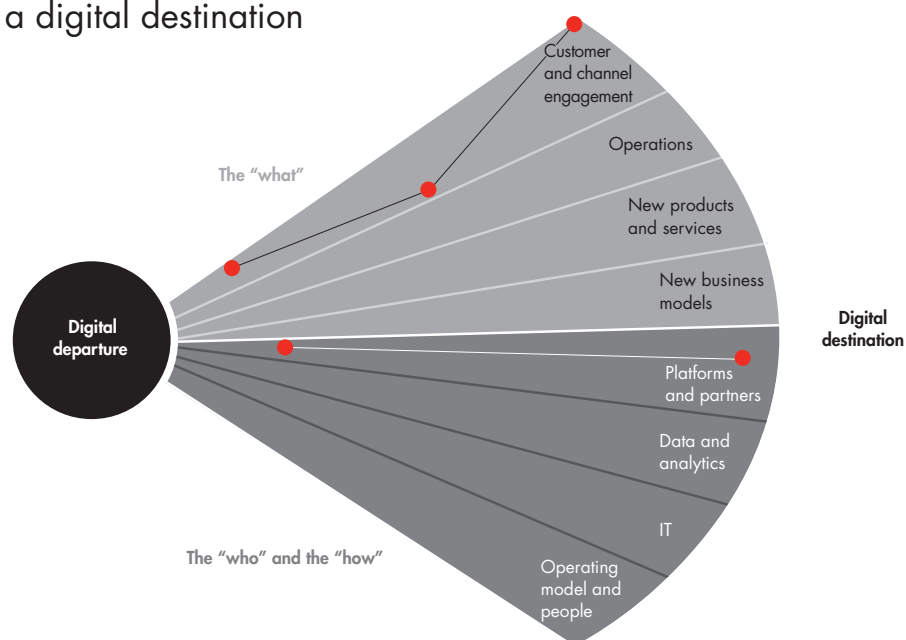 a digital destination
Customer
and channel
engagement
The “what”
Operations
New products
and services
New business
models
Digital
departure
Digital
destination
Platforms
and partners
Data and
analytics
IT
The “who” and the “how”
Operating
model and
people